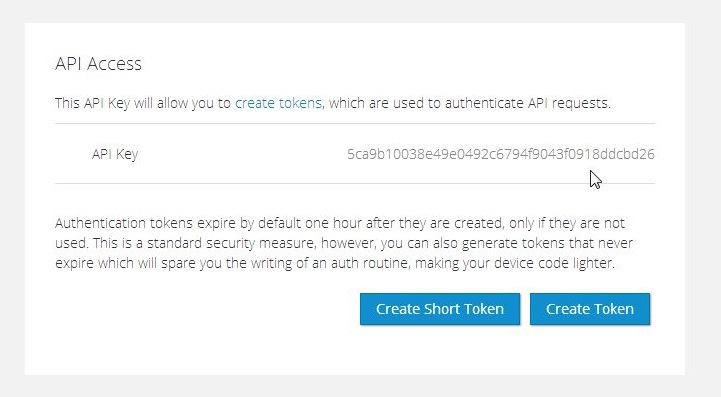 API Access
This API Key will allow you to create tokens, which are used to authenticate API requests.
API Key 5ca9b10038e49e0492c6794f9043f0918ddcbd26
Authentication tokens expire by default one hour after they are created, only if they are not
used. This is a standard security measure, however, you can also generate tokens that never
expire which will spare you the writing of an auth routine, making your device code lighter.
Create Short Token Create Token